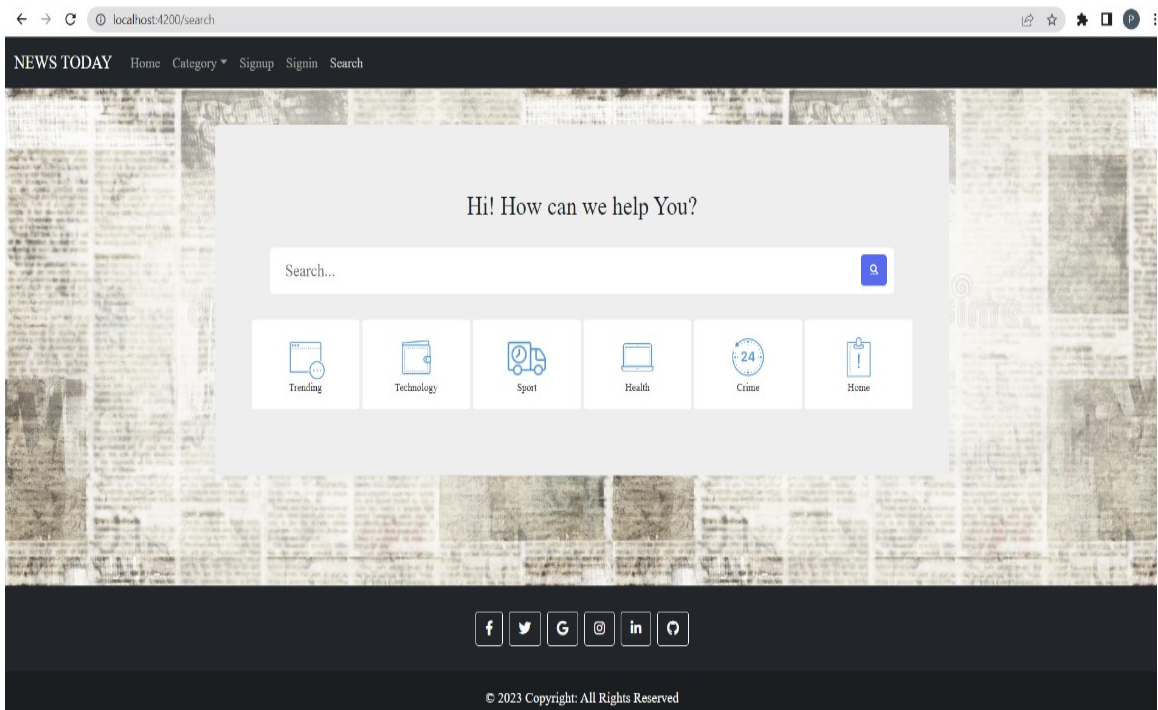 localhost:4200/search
P
NEWS TODAY Home Category Signup Signin Search
Hi! How can we help You?
Search...
24
Trending Technology Sport Health Crime Home
f G in
© 2023 Copyright: All Rights Reserved